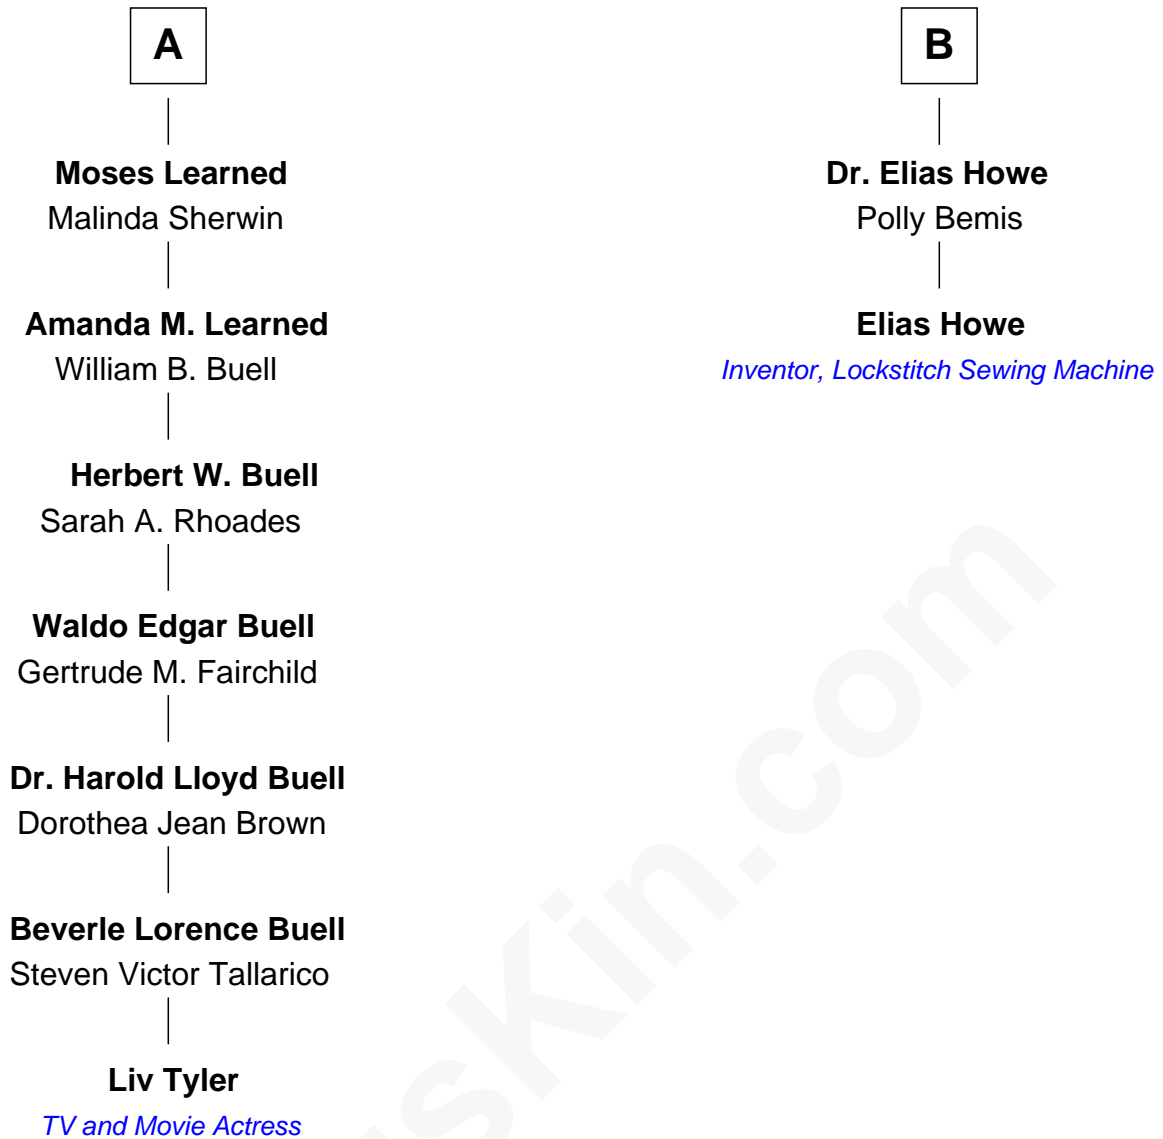 A
Moses Learned
Malinda Sherwin
Amanda M. Learned
William B. Buell
Herbert W. Buell
Sarah A. Rhoades
Waldo Edgar Buell
Gertrude M. Fairchild
Dr. Harold Lloyd Buell
Dorothea Jean Brown
Beverle Lorence Buell
Steven Victor Tallarico
Liv Tyler
TV and Movie Actress
B
Dr. Elias Howe
Polly Bemis
Elias Howe
Inventor, Lockstitch Sewing Machine
sKin.com